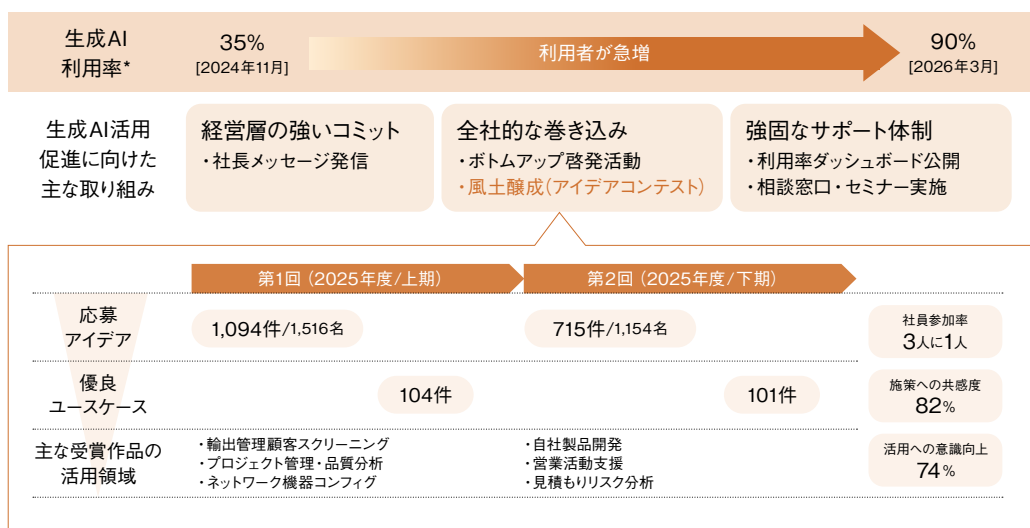 生成AI
利用率*
35%
[2024年11月]
利用者が急増
90%
[2026年3月]
生成AI活用
促進に向けた
主な取り組み
経営層の強いコミット
・社長メッセージ発信
全社的な巻き込み
・ボトムアップ啓発活動
・風土醸成(アイデアコンテスト)
強固なサポート体制
・利用率ダッシュボード公開
・相談窓口・セミナー実施
第1回（2025年度/上期）
第2回（2025年度/下期）
応募
アイデア
1,094件/1,516名
715件/1,154名
社員参加率
3人に1人
優良
ユースケース
104件
101件
施策への共感度
82%
主な受賞作品の
活用領域
・輸出管理顧客スクリーニング
・プロジェクト管理・品質分析
・ネットワーク機器コンフィグ
・自社製品開発
・営業活動支援
・見積もりリスク分析
活用への意識向上
74%